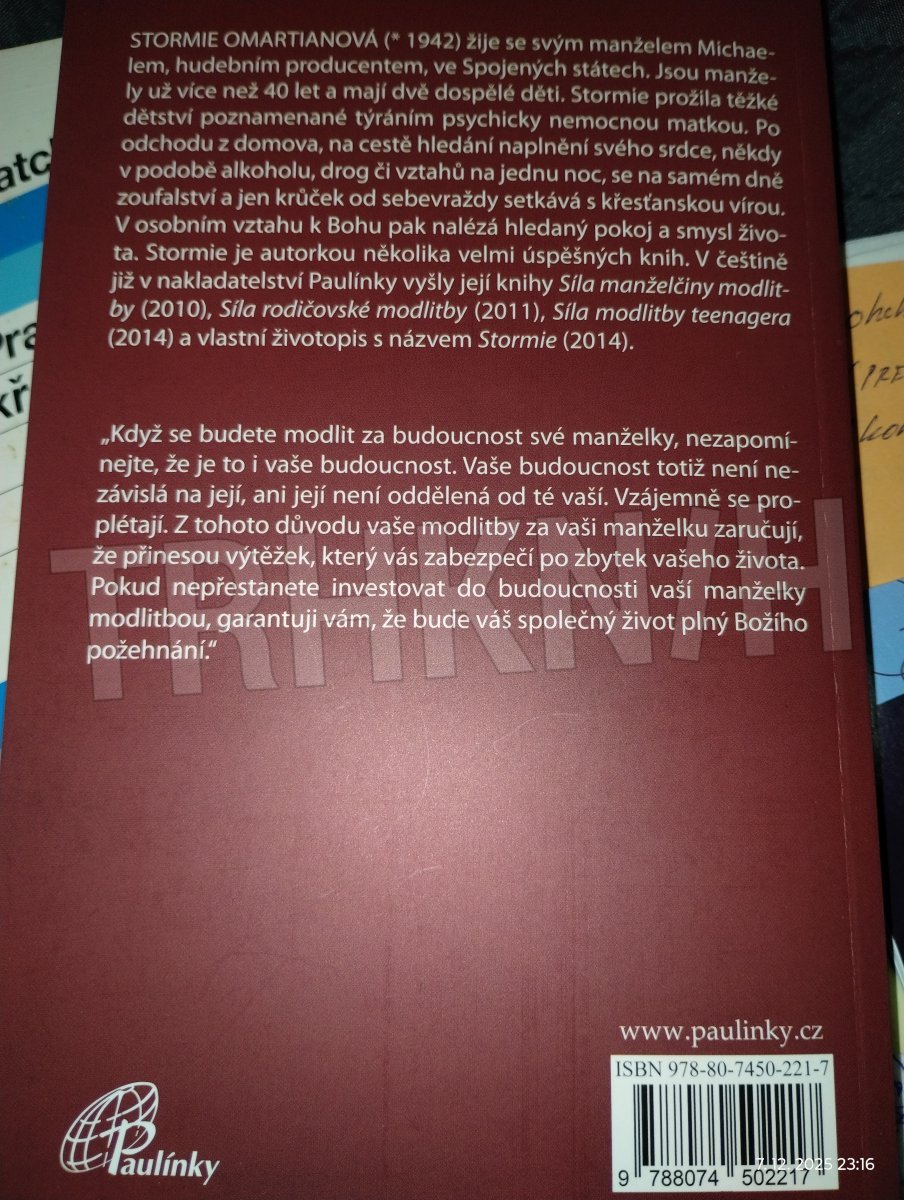 STORMIE OMARTIANOVÁ (* 1942) žije se svým manželem Michae-
lem, hudebním producentem, ve Spojených státech. Jsou manže-
ly už více než 40 let a mají dvě dospělé děti. Stormie prožila těžké
dětství poznamenané týráním psychicky nemocnou matkou. Po
odchodu z domova, na cestě hledání naplnění svého srdce, někdy
v podobě alkoholu, drog či vztahů na jednu noc, se na samém dně
zoufalství a jen krůček od sebevraždy setkává s křesťanskou vírou.
V osobním vztahu k Bohu pak nalézá hledaný pokoj a smysl živo-
ta. Stormie je autorkou několika velmi úspěšných knih. V češtině
již v nakladatelství Paulínky vyšly její knihy Síla manželčiny modlit-
by (2010), Síla rodičovské modlitby (2011), Síla modlitby teenagera
(2014) a vlastní životopis s názvem Stormie (2014).
„Když se budete modlit za budoucnost své manželky, nezapomí-
nejte, že je to i vaše budoucnost. Vaše budoucnost totiž není ne-
závislá na její, ani její není oddělená od té vaší. Vzájemně se pro-
plétají. Z tohoto důvodu vaše modlitby za vaši manželku zaručují,
že přinesou výtěžek, který vás zabezpečí po zbytek vašeho života.
Pokud nepřestanete investovat do budoucnosti vaší manželky
modlitbou, garantuji vám, že bude váš společný život plný Božího
požehnání.“
TRHKNIH
www.paulinky.cz
ISBN 978-80-7450-221-7
9 788074 502217
Paulínky
7. 12. 2025 23:16